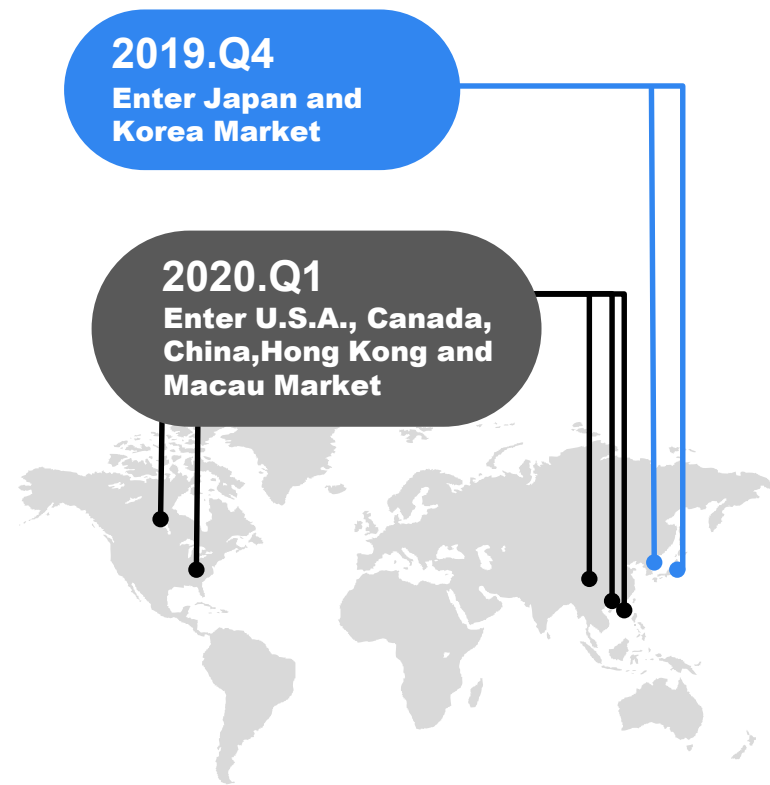 2019.Q4
Enter Japan and
Korea Market
2020.Q1
Enter U.S.A., Canada,
China,Hong Kong and
Macau Market